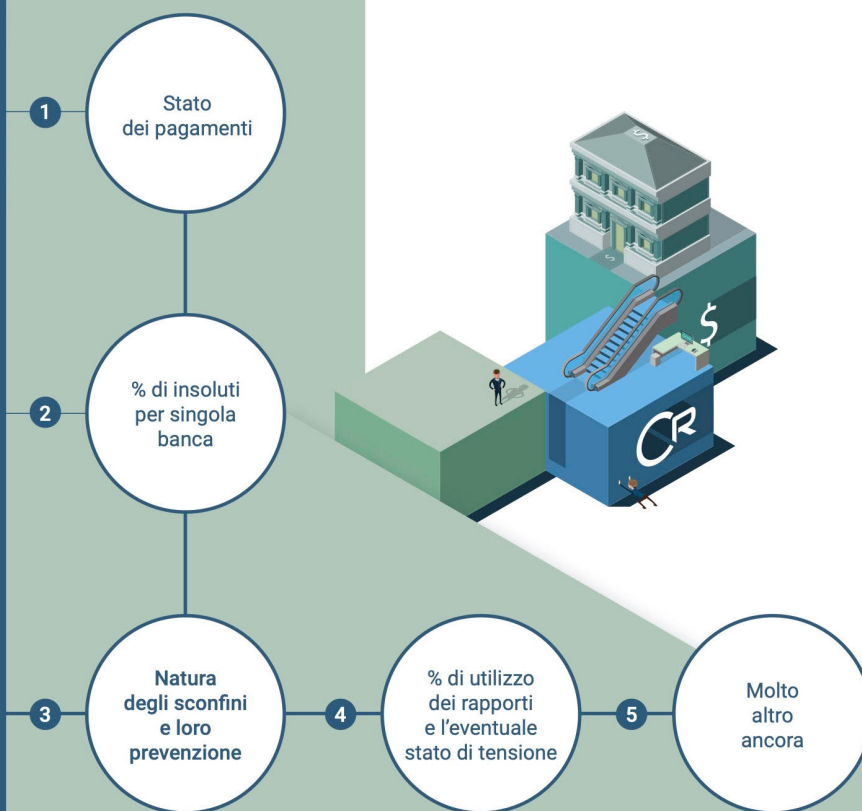 1
Stato
dei pagamenti
2
% di insoluti
per singola
banca
$
CR
3
Natura
degli sconfini
e loro
prevenzione
4
% di utilizzo
dei rapporti
e l'eventuale
stato di tensione
5
Molto
altro
ancora